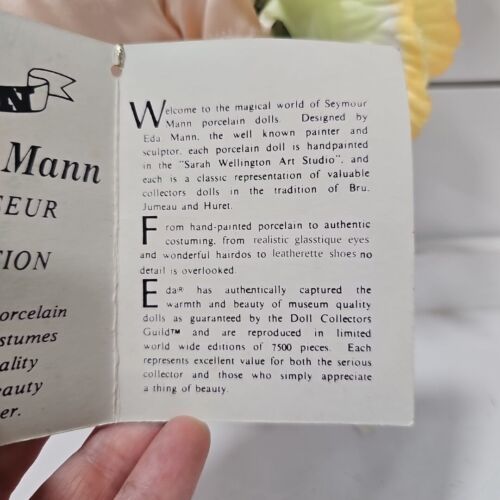 N
Mann
EUR
ION
orcelain
stumes
ality
auty
er.
Welcome to the magical world of Seymour
Mann porcelain dolls. Designed by
Eda Mann, the well known painter and
sculptor, each porcelain doll is handpainted
in the "Sarah Wellington Art Studio", and
each is a classic representation of valuable
collectors dolls in the tradition of Bru,
Jumeau and Huret.
From hand-painted porcelain to authentic
costuming, from realistic glasstique eyes
and wonderful hairdos to leatherette shoes no
detail is overlooked.
Eda® has authentically captured the
warmth and beauty of museum quality
dolls as guaranteed by the Doll Collectors
Guild™ and are reproduced in limited
world wide editions of 7500 pieces. Each
represents excellent value for both the serious
collector and those who simply appreciate
a thing of beauty.